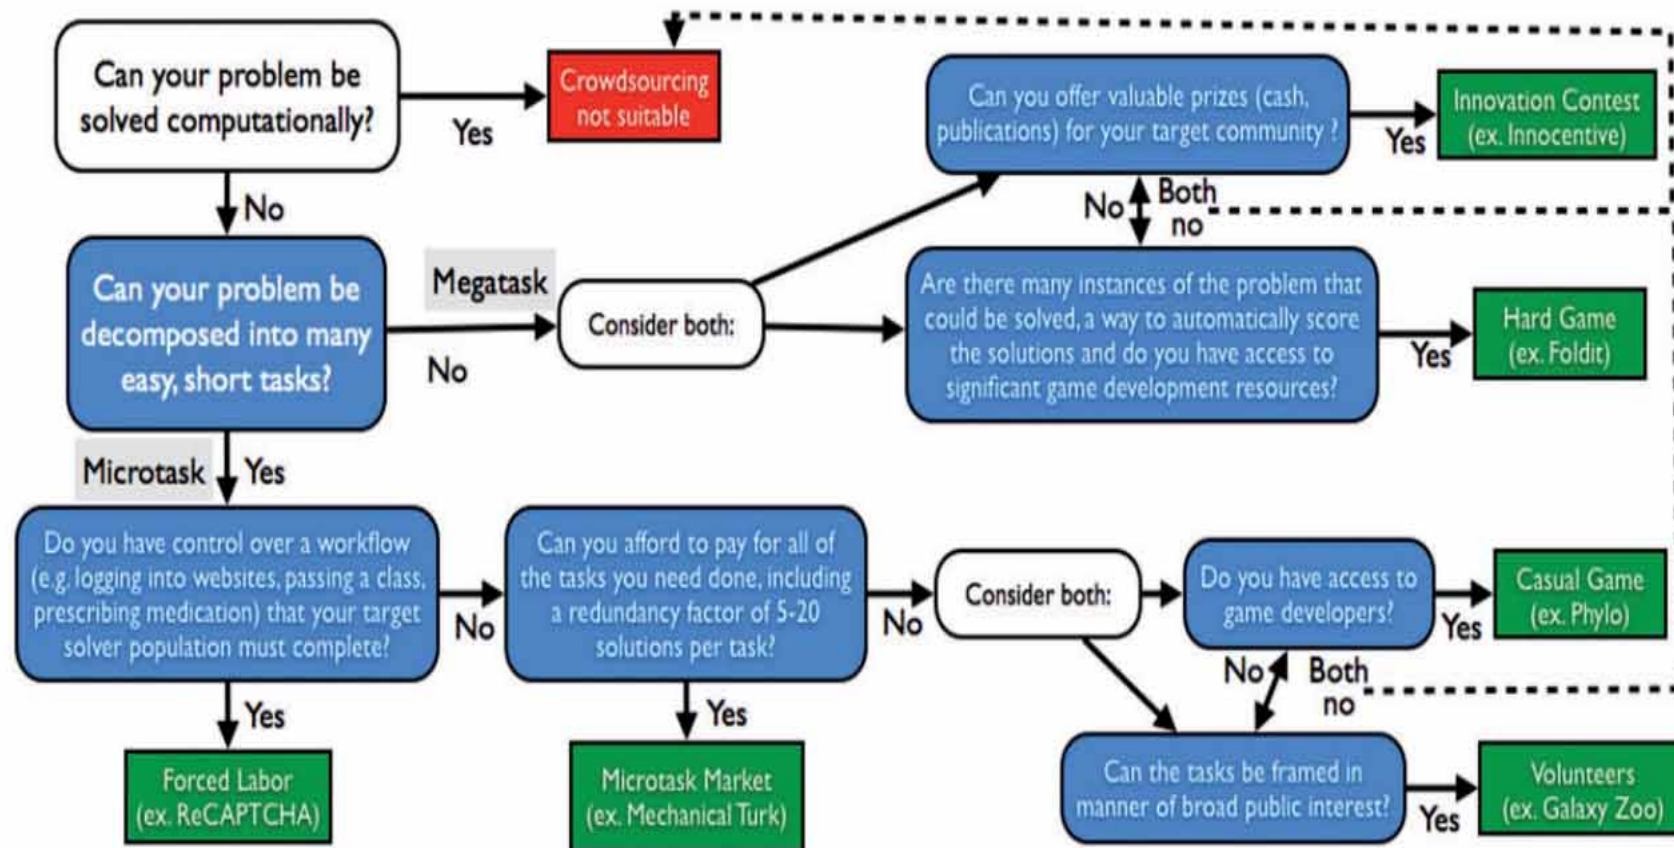 Can your problem be
solved computationally?
Yes
Crowdsourcing
not suitable
No
Can your problem be
decomposed into many
easy, short tasks?
Megatask
No
Consider both:
Can you offer valuable prizes (cash,
publications) for your target community ?
Yes
Innovation Contest
(ex. Innocentive)
No
Both
no
Are there many instances of the problem that
could be solved, a way to automatically score
the solutions and do you have access to
significant game development resources?
Yes
Hard Game
(ex. Foldit)
Microtask
Yes
Do you have control over a workflow
(e.g. logging into websites, passing a class,
prescribing medication) that your target
solver population must complete?
No
Yes
Forced Labor
(ex. ReCAPTCHA)
Can you afford to pay for all of
the tasks you need done, including
a redundancy factor of 5-20
solutions per task?
No
Yes
Microtask Market
(ex. Mechanical Turk)
Consider both:
Do you have access to
game developers?
Yes
Casual Game
(ex. Phylo)
No
Both
no
Can the tasks be framed in
manner of broad public interest?
Yes
Volunteers
(ex. Galaxy Zoo)